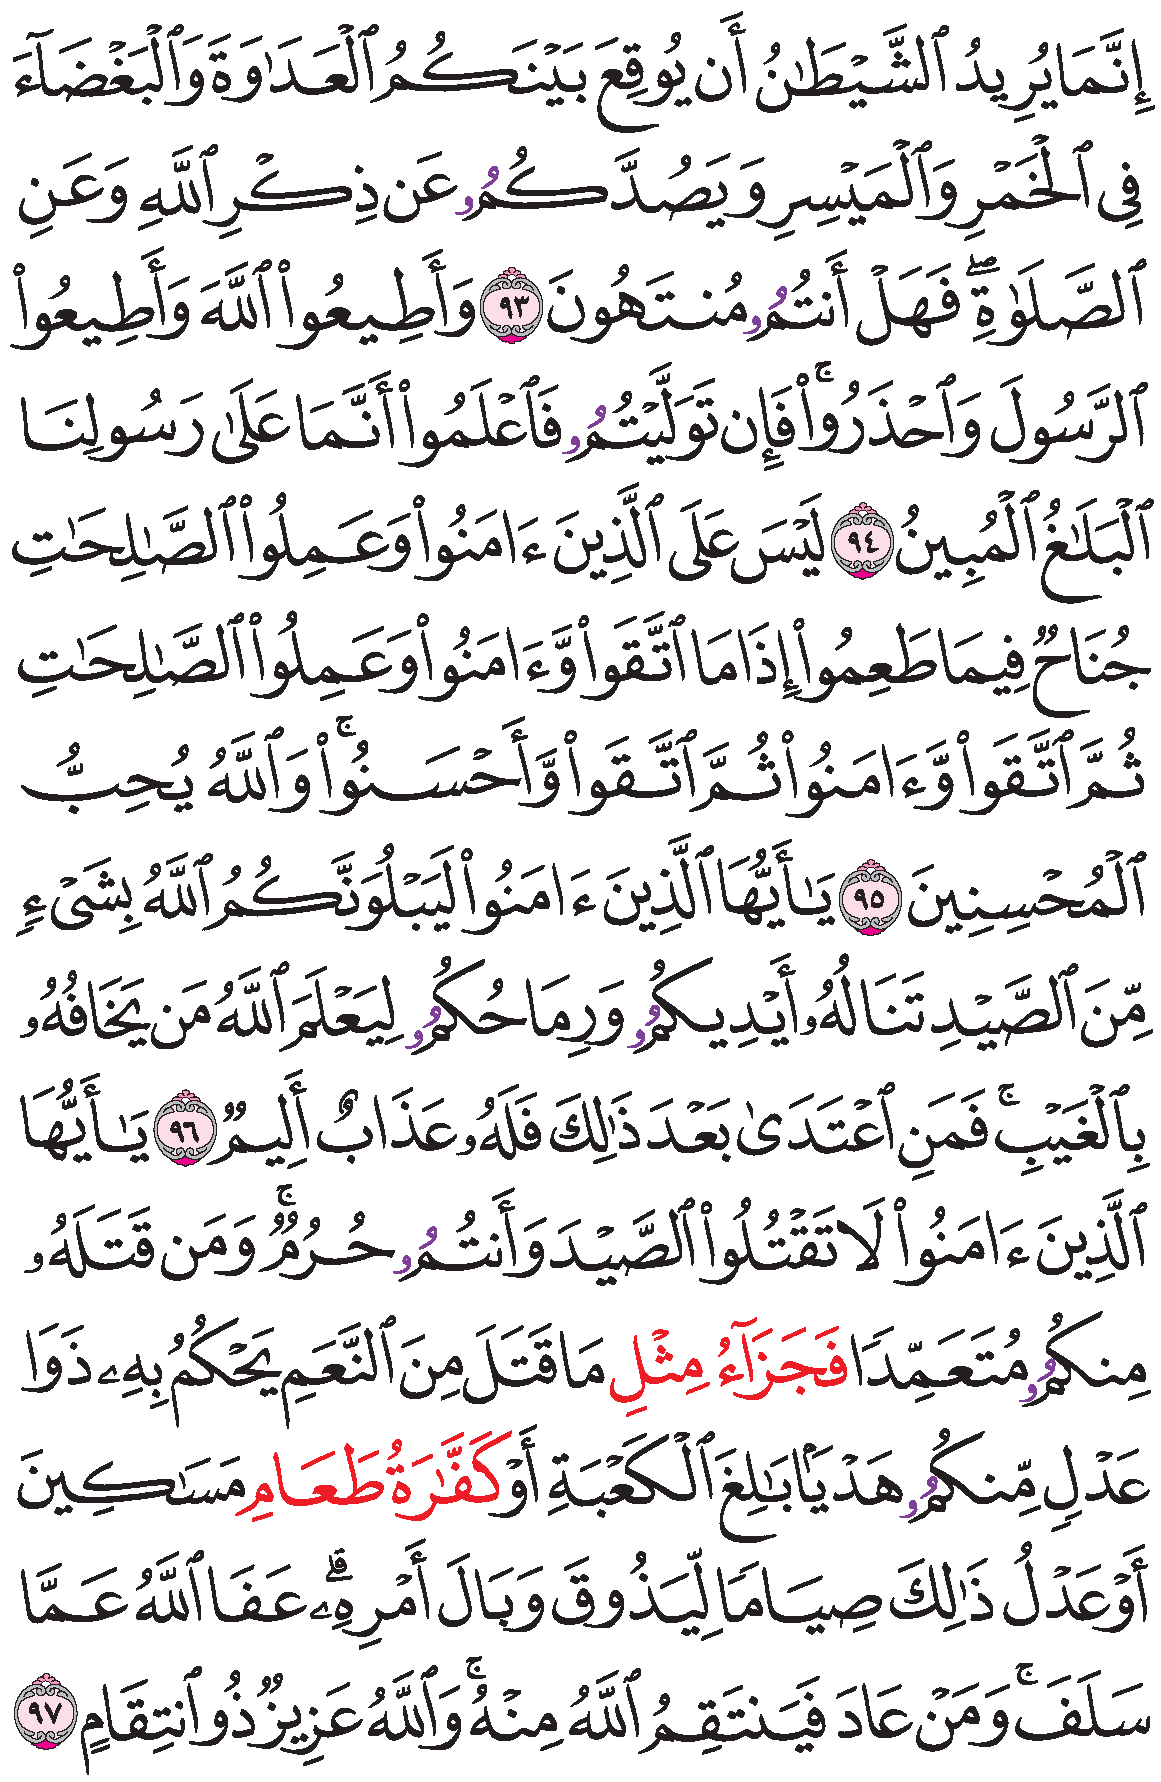 إِنَّمَا يُرِيدُ ٱلشَّيْطَٰنُ أَن يُوقِعَ بَيْنَكُمُ ٱلْعَدَٰوَةَ وَٱلْبَغْضَآءَ
فِى ٱلْخَمْرِ وَٱلْمَيْسِرِ وَيَصُدَّكُمُۥ عَن ذِكْرِ ٱللَّهِ وَعَنِ
ٱلصَّلَوٰةِۖ فَهَلْ أَنتُمُۥ مُنتَهُونَ ٩٣ وَأَطِيعُواْ ٱللَّهَ وَأَطِيعُواْ
ٱلرَّسُولَ وَٱحْذَرُواْۚ فَإِن تَوَلَّيْتُمُۥ فَٱعْلَمُواْ أَنَّمَا عَلَىٰ رَسُولِنَا
ٱلْبَلَٰغُ ٱلْمُبِينُ ٩٤ لَيْسَ عَلَى ٱلَّذِينَ ءَامَنُواْ وَعَمِلُواْ ٱلصَّٰلِحَٰتِ
جُنَاحٌ فِيمَا طَعِمُواْ إِذَا مَا ٱتَّقَواْ وَّءَامَنُواْ وَعَمِلُواْ ٱلصَّٰلِحَٰتِ
ثُمَّ ٱتَّقَواْ وَّءَامَنُواْ ثُمَّ ٱتَّقَواْ وَّأَحْسَنُواْۚ وَٱللَّهُ يُحِبُّ
ٱلْمُحْسِنِينَ ٩٥ يَٰأَيُّهَا ٱلَّذِينَ ءَامَنُواْ لَيَبْلُوَنَّكُمُ ٱللَّهُ بِشَىْءٍ
مِّنَ ٱلصَّيْدِ تَنَالُهُۥ أَيْدِيكُمُۥ وَرِمَاحُكُمُۥ لِيَعْلَمَ ٱللَّهُ مَن يَخَافُهُۥ
بِٱلْغَيْبِۚ فَمَنِ ٱعْتَدَىٰ بَعْدَ ذَٰلِكَ فَلَهُۥ عَذَابٌ أَلِيمٌ ٩٦ يَٰأَيُّهَا
ٱلَّذِينَ ءَامَنُواْ لَا تَقْتُلُواْ ٱلصَّيْدَ وَأَنتُمُۥ حُرُمٌۚ وَمَن قَتَلَهُۥ
مِنكُمُۥ مُتَعَمِّدًا فَجَزَآءُ مِثْلِ مَا قَتَلَ مِنَ ٱلنَّعَمِ يَحْكُمُ بِهِۦ ذَوَا
عَدْلٍ مِّنكُمُۥ هَدْيَۢا بَٰلِغَ ٱلْكَعْبَةِ أَوْ كَفَّٰرَةُ طَعَامِ مَسَٰكِينَ
أَوْ عَدْلُ ذَٰلِكَ صِيَامًا لِّيَذُوقَ وَبَالَ أَمْرِهِۦۗ عَفَا ٱللَّهُ عَمَّا
سَلَفَۚ وَمَنْ عَادَ فَيَنتَقِمُ ٱللَّهُ مِنْهُۚ وَٱللَّهُ عَزِيزٌ ذُو ٱنتِقَامٍ ٩٧